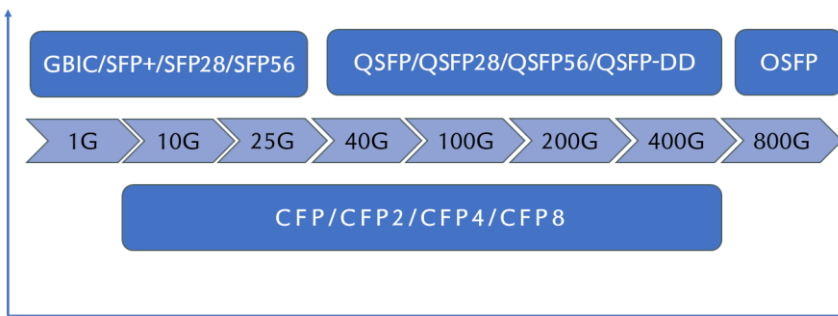 GBIC/SFP+/SFP28/SFP56
QSFP/QSFP28/QSFP56/QSFP-DD
OSFP
1G
10G
25G
40G
100G
200G
400G
800G
CFP/CFP2/CFP4/CFP8